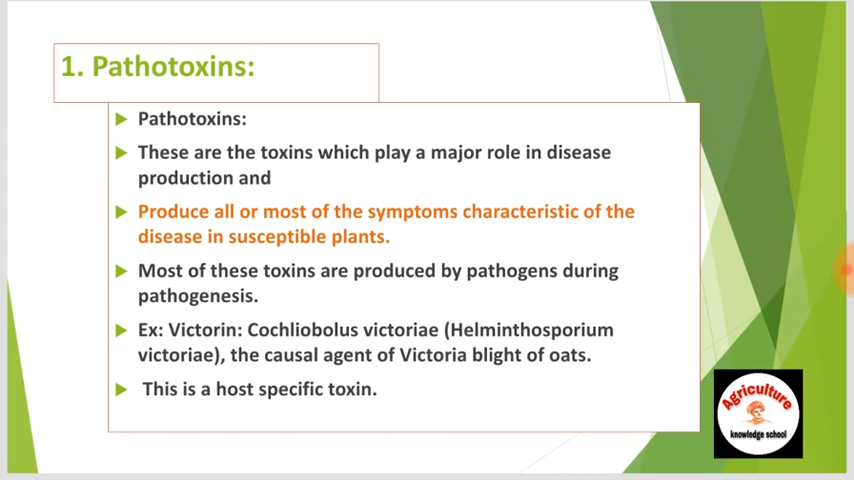 1. Pathotoxins:
Pathotoxins:
These are the toxins which play a major role in disease
production and
Produce all or most of the symptoms characteristic of the
disease in susceptible plants.
Most of these toxins are produced by pathogens during
pathogenesis.
Ex: Victorin: Cochliobolus victoriae (Helminthosporium
victoriae), the causal agent of Victoria blight of oats.
This is a host specific toxin.
Agriculture
knowledge school